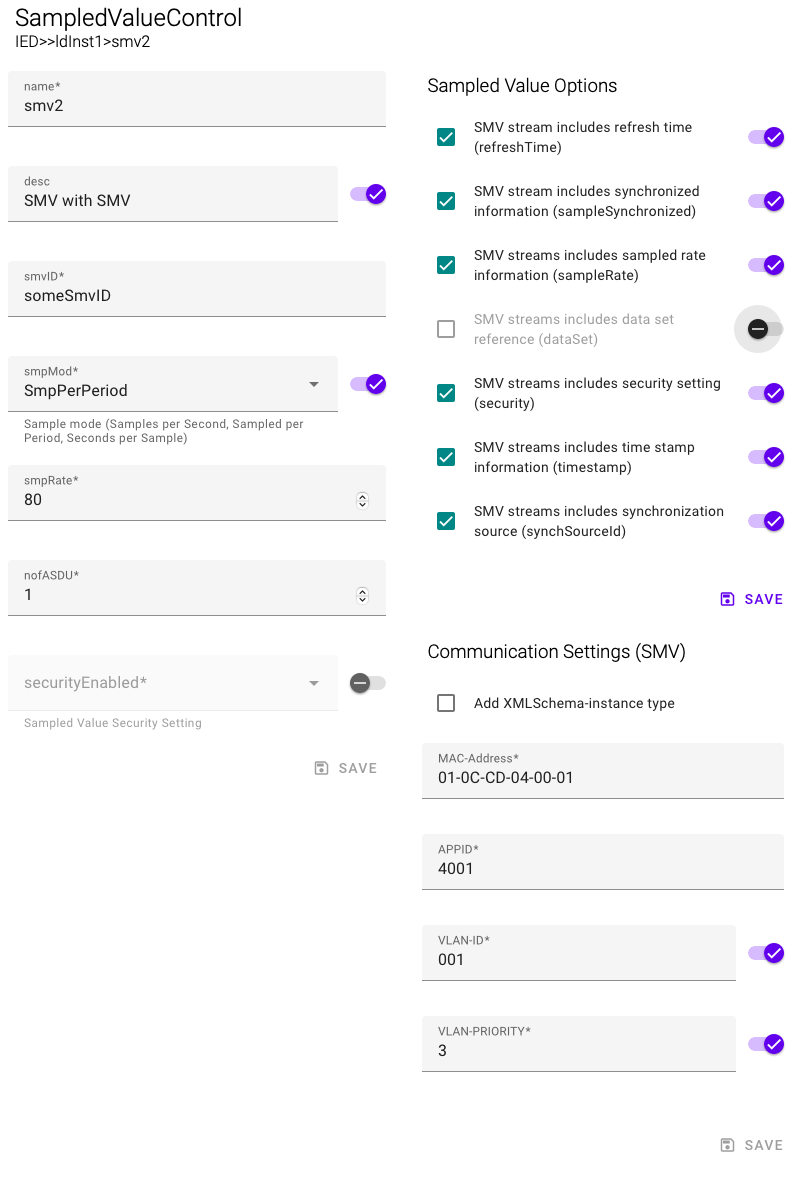 SampledValueControl
IED>>ldInst1>smv2
name*
smv2
desc
SMV with SMV
smvID*
someSmvID
smpMod*
SmpPerPeriod
Sample mode (Samples per Second, Sampled per
Period, Seconds per Sample)
smpRate*
80
nofASDU*
1
securityEnabled*
Sampled Value Security Setting
SAVE
Sampled Value Options
SMV stream includes refresh time
(refreshTime)
SMV stream includes synchronized
information (sampleSynchronized)
SMV streams includes sampled rate
information (sampleRate)
SMV streams includes data set
reference (dataSet)
SMV streams includes security setting
(security)
SMV streams includes time stamp
information (timestamp)
SMV streams includes synchronization
source (synchSourceId)
SAVE
Communication Settings (SMV)
Add XMLSchema-instance type
MAC-Address*
01-0C-CD-04-00-01
APPID*
4001
VLAN-ID*
001
VLAN-PRIORITY*
3
SAVE